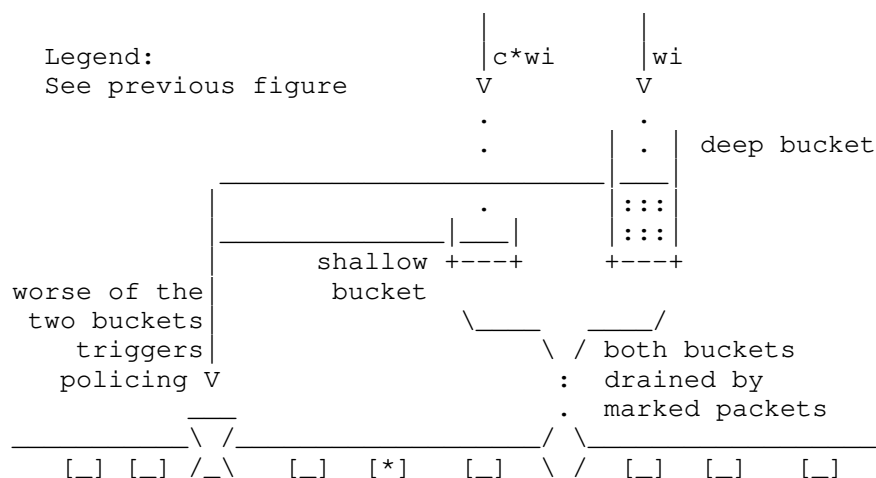 Legend:
c*wi wi
See previous figure V V
deep bucket
shallow
worse of the bucket
two buckets
triggers both buckets
policing V drained by
marked packets
[_] [_] /_\ [_] [*] [_] \ / [_] [_] [_]